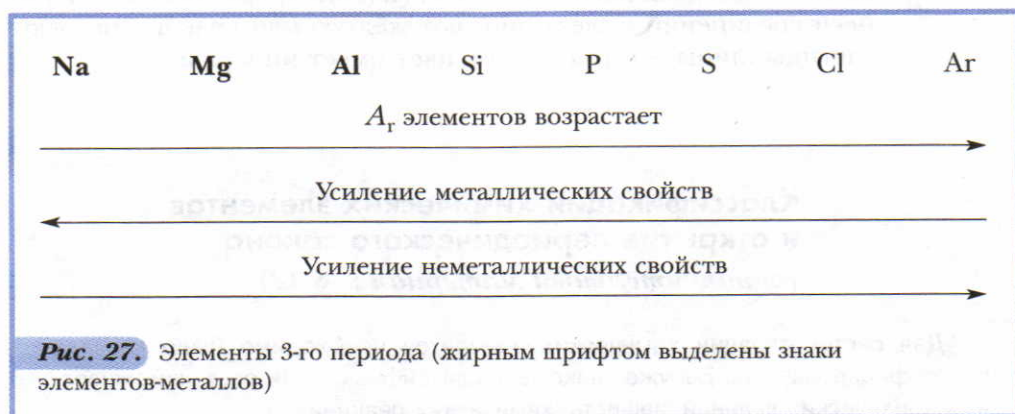 Na Mg Al Si P S Cl Ar
Aᵣ элементов возрастает
Усиление металлических свойств
Усиление неметаллических свойств
Рис. 27. Элементы 3-го периода (жирным шрифтом выделены знаки
элементов-металлов)